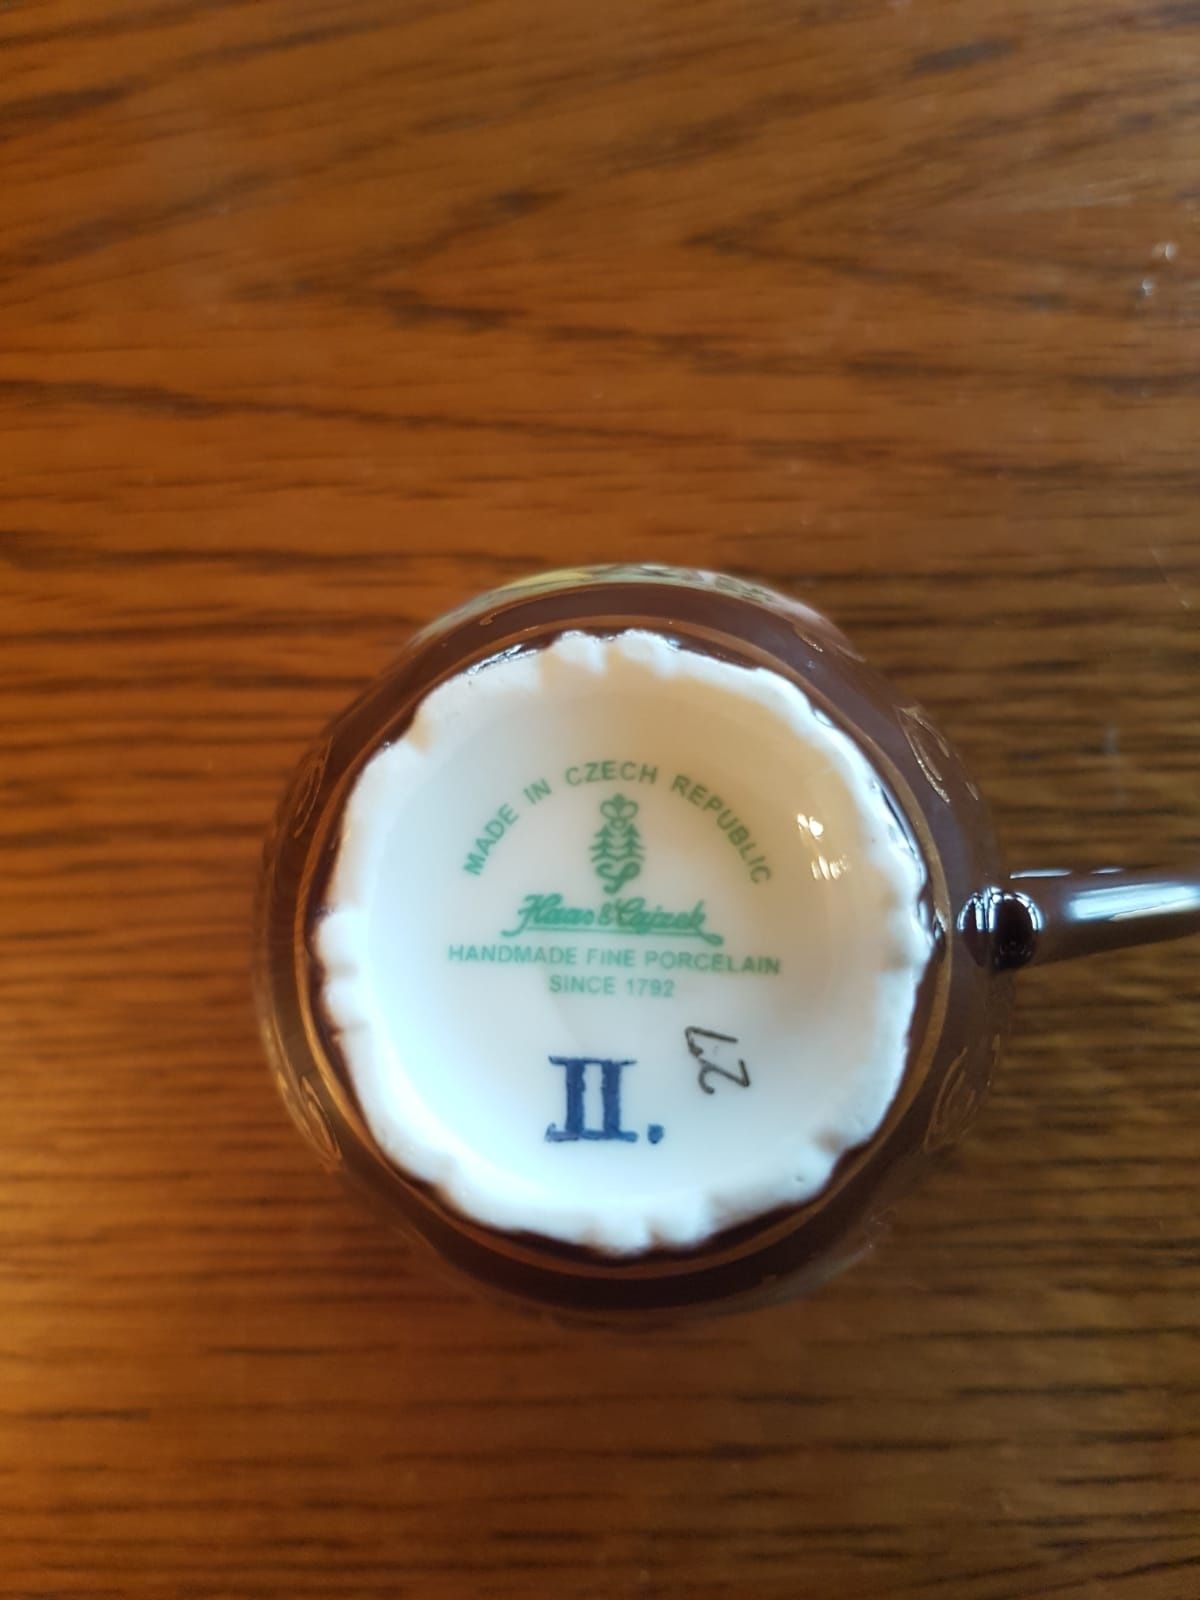 MADE IN CZECH REPUBLIC
Haas & Czjzek
HANDMADE FINE PORCELAIN
SINCE 1792
II.